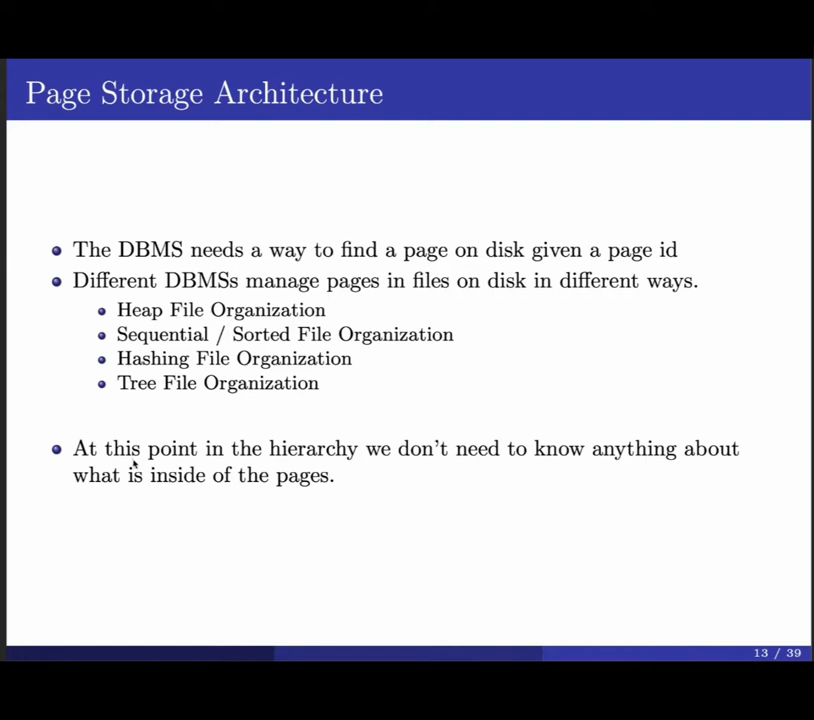 Page Storage Architecture
The DBMS needs a way to find a page on disk given a page id
Different DBMSs manage pages in files on disk in different ways.
Heap File Organization
Sequential / Sorted File Organization
Hashing File Organization
Tree File Organization
At this point in the hierarchy we don't need to know anything about
what is inside of the pages.
13 / 39